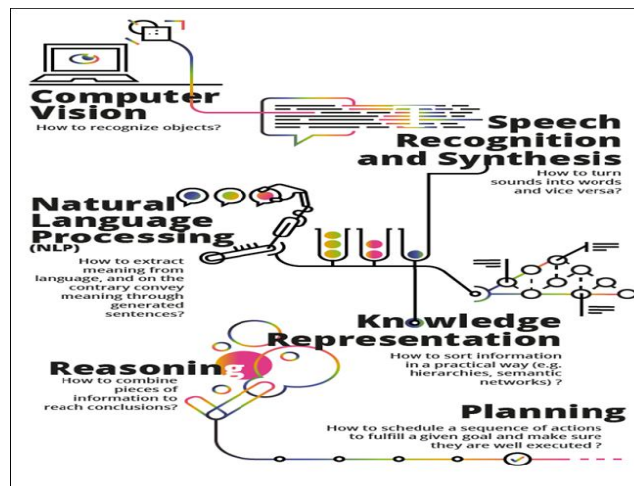 Computer
Vision
How to recognize objects?
Speech
Recognition
and Synthesis
How to turn
sounds into words
and vice versa?
Natural
Language
Processing
(NLP)
How to extract
meaning from
language, and on the
contrary convey
meaning through
generated
sentences?
Knowledge
Representation
How to sort information
in a practical way (e.g.
hierarchies, semantic
networks) ?
Reasoning
How to combine
pieces of
information to
reach conclusions?
Planning
How to schedule a sequence of actions
to fulfill a given goal and make sure
they are well executed ?